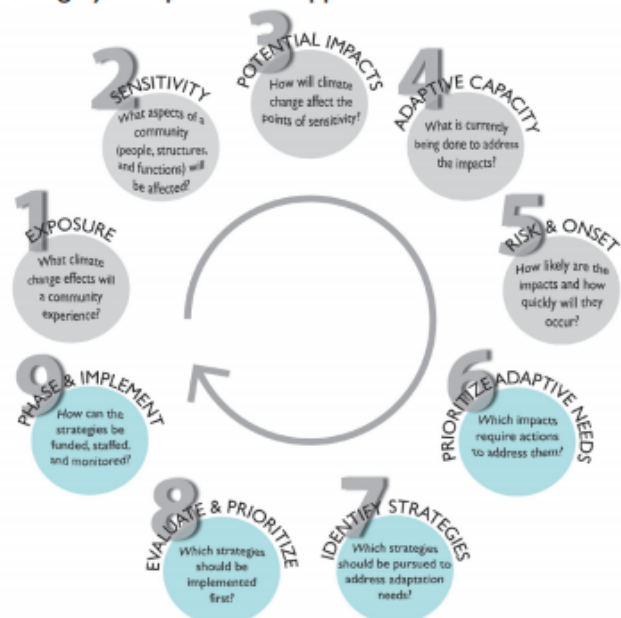 1
EXPOSURE
What climate
change effects will
a community
experience?
2
SENSITIVITY
What aspects of a
community
(people, structures,
and functions) will
be affected?
3
POTENTIAL IMPACTS
How will climate
change affect the
points of sensitivity?
4
ADAPTIVE CAPACITY
What is currently
being done to address
the impacts?
5
RISK & ONSET
How likely are the
impacts and how
quickly will they
occur?
6
PRIORITIZE ADAPTIVE NEEDS
Which impacts
require actions
to address them?
7
IDENTIFY STRATEGIES
Which strategies
should be pursued to
address adaptation
needs?
8
EVALUATE & PRIORITIZE
Which strategies
should be
implemented
first?
9
PHASE & IMPLEMENT
How can the
strategies be
funded, staffed,
and monitored?